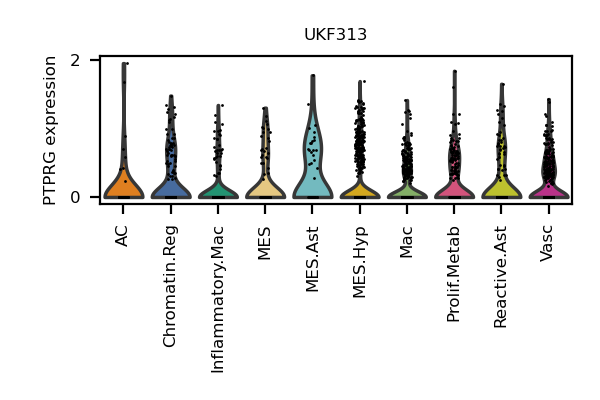 UKF313
PTPRG expression
2
0
AC
Chromatin.Reg
Inflammatory.Mac
MES
MES.Ast
MES.Hyp
Mac
Prolif.Metab
Reactive.Ast
Vasc